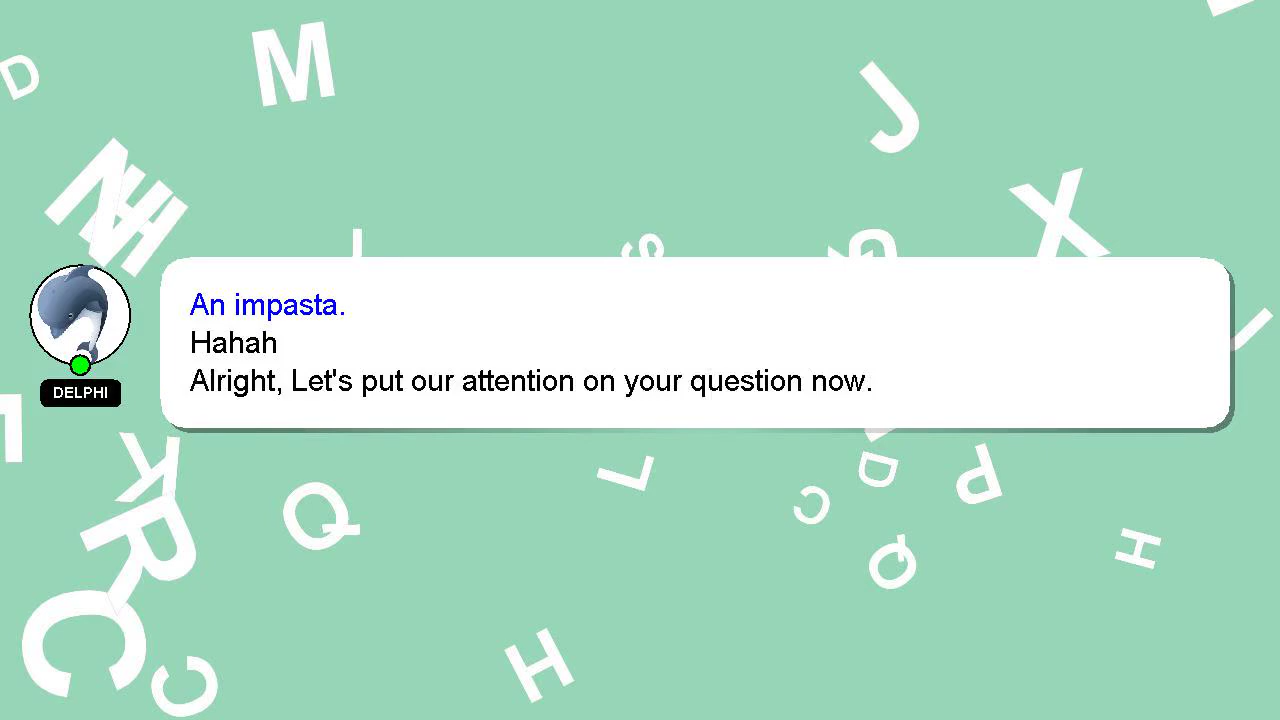 An impasta.
Hahah
Alright, Let's put our attention on your question now.
DELPHI